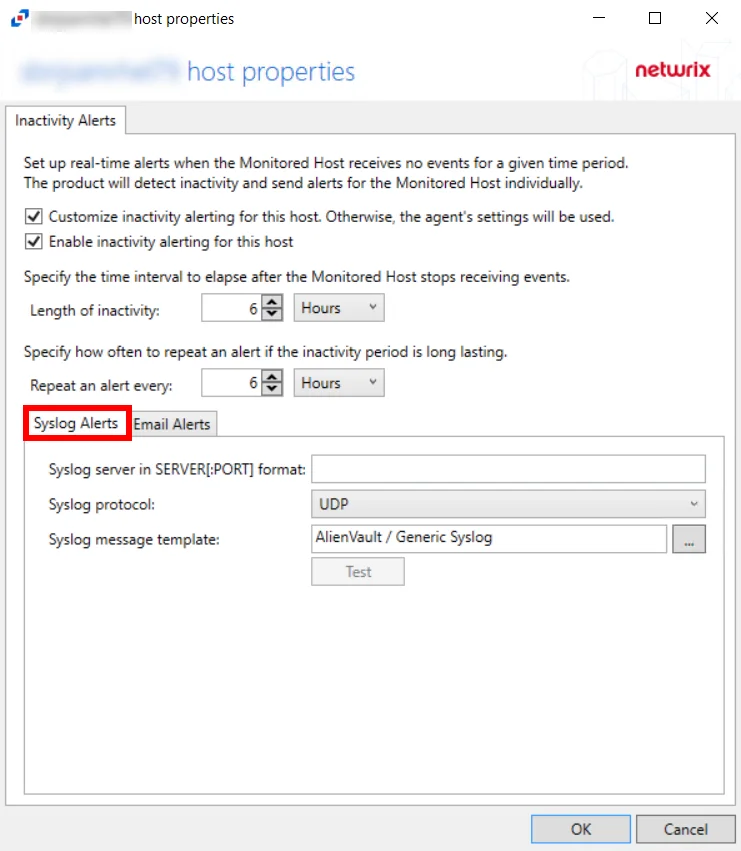 host properties
host properties
netwrix
Inactivity Alerts
Set up real-time alerts when the Monitored Host receives no events for a given time period.
The product will detect inactivity and send alerts for the Monitored Host individually.
Customize inactivity alerting for this host. Otherwise, the agent's settings will be used.
Enable inactivity alerting for this host
Specify the time interval to elapse after the Monitored Host stops receiving events.
Length of inactivity: 6 Hours
Specify how often to repeat an alert if the inactivity period is long lasting.
Repeat an alert every: 6 Hours
Syslog Alerts Email Alerts
Syslog server in SERVER[:PORT] format:
Syslog protocol: UDP
Syslog message template: AlienVault / Generic Syslog ...
Test
OK Cancel